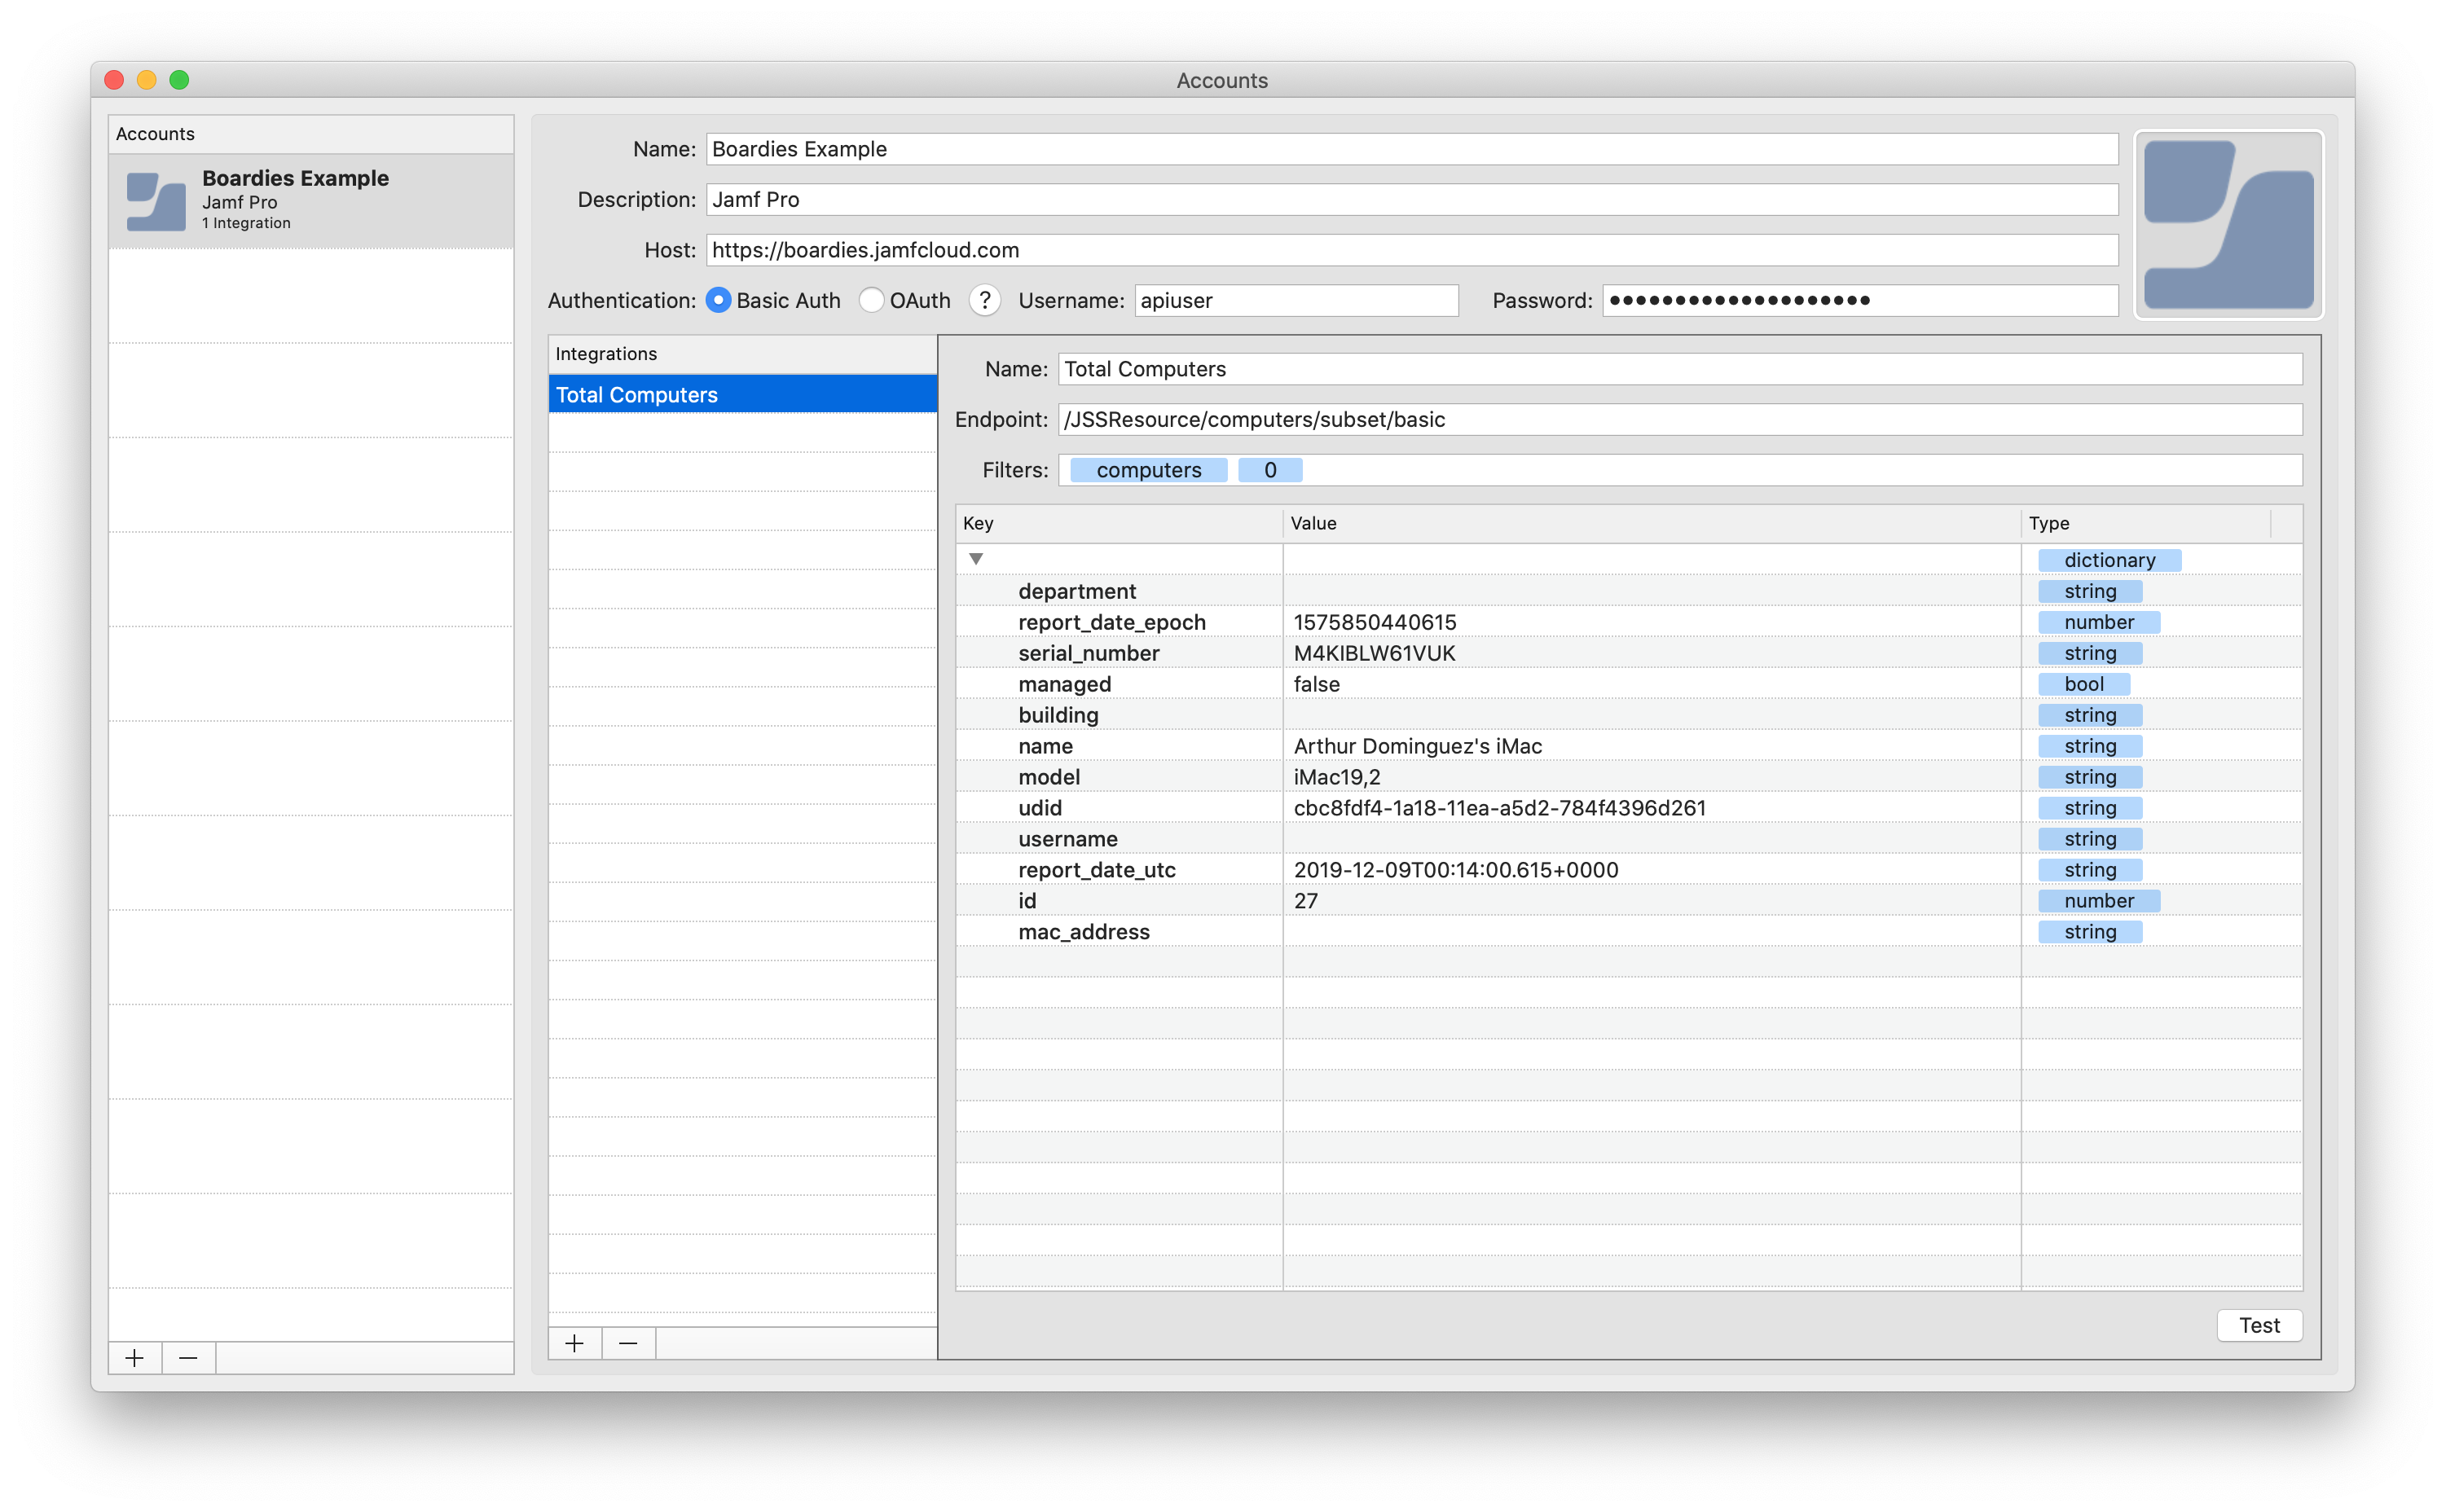 Accounts
Accounts
Boardies Example
Jamf Pro
1 Integration
Name: Boardies Example
Description: Jamf Pro
Host: https://boardies.jamfcloud.com
Authentication: Basic Auth OAuth ? Username: apiuser Password: ••••••••••••••••••••
Integrations
Total Computers
Name: Total Computers
Endpoint: /JSSResource/computers/subset/basic
Filters: computers 0
Key Value Type
dictionary
department string
report_date_epoch 1575850440615 number
serial_number M4KIBLW61VUK string
managed false bool
building string
name Arthur Dominguez's iMac string
model iMac19,2 string
udid cbc8fdf4-1a18-11ea-a5d2-784f4396d261 string
username string
report_date_utc 2019-12-09T00:14:00.615+0000 string
id 27 number
mac_address string
Test